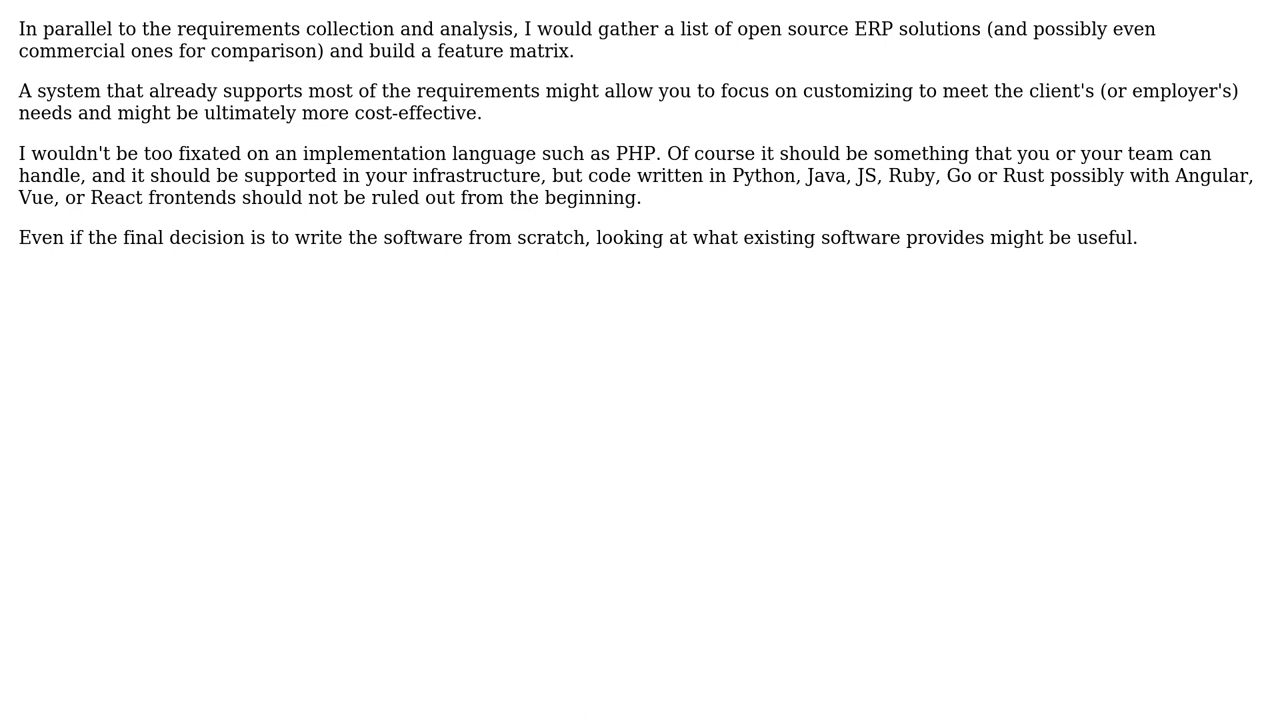 In parallel to the requirements collection and analysis, I would gather a list of open source ERP solutions (and possibly even
commercial ones for comparison) and build a feature matrix.
A system that already supports most of the requirements might allow you to focus on customizing to meet the client's (or employer's)
needs and might be ultimately more cost-effective.
I wouldn't be too fixated on an implementation language such as PHP. Of course it should be something that you or your team can
handle, and it should be supported in your infrastructure, but code written in Python, Java, JS, Ruby, Go or Rust possibly with Angular,
Vue, or React frontends should not be ruled out from the beginning.
Even if the final decision is to write the software from scratch, looking at what existing software provides might be useful.